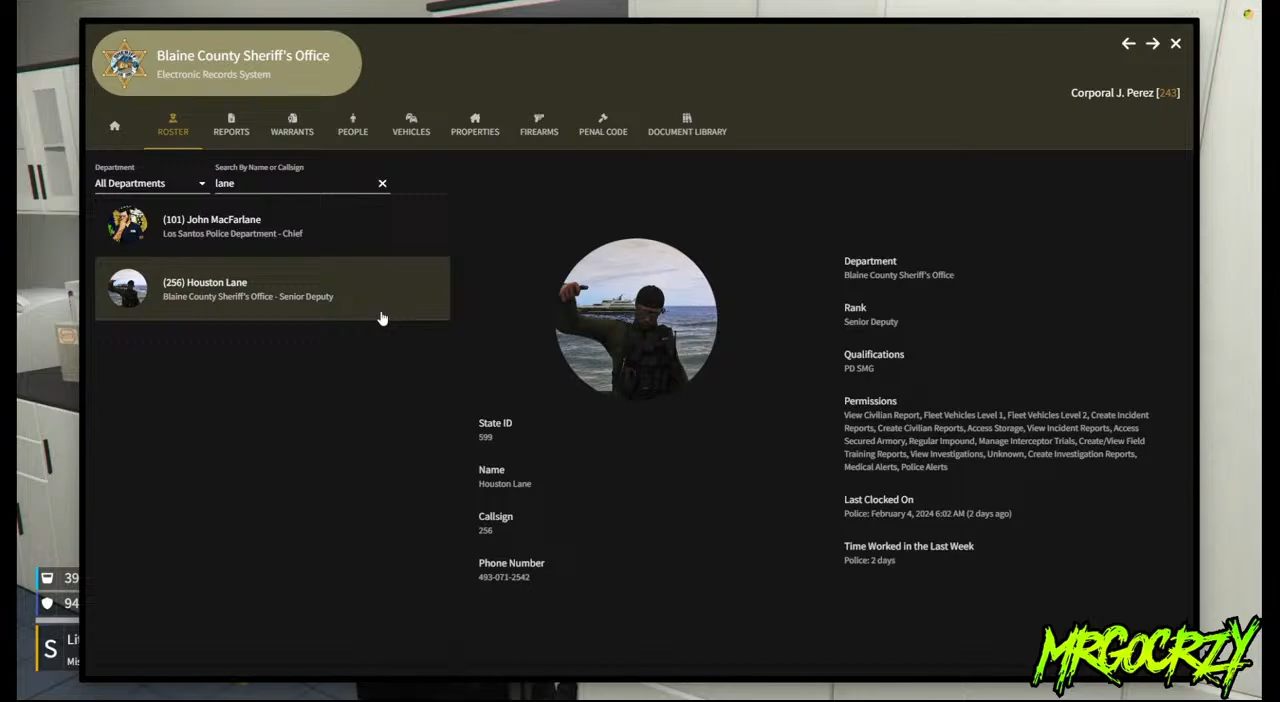 Blaine County Sheriff's Office
Electronic Records System
Corporal J. Perez [243]
ROSTER
REPORTS
WARRANTS
PEOPLE
VEHICLES
PROPERTIES
FIREARMS
PENAL CODE
DOCUMENT LIBRARY
Department
Search By Name or Callsign
All Departments
lane
(101) John MacFarlane
Los Santos Police Department - Chief
(256) Houston Lane
Blaine County Sheriff's Office - Senior Deputy
State ID
599
Name
Houston Lane
Callsign
256
Phone Number
493-071-2542
Department
Blaine County Sheriff's Office
Rank
Senior Deputy
Qualifications
PD SMG
Permissions
View Civilian Report, Fleet Vehicles Level 1, Fleet Vehicles Level 2, Create Incident
Reports, Create Civilian Reports, Access Storage, View Incident Reports, Access
Secured Armory, Regular Impound, Manage Interceptor Trials, Create/View Field
Training Reports, View Investigations, Unknown, Create Investigation Reports,
Medical Alerts, Police Alerts
Last Clocked On
Police: February 4, 2024 6:02 AM (2 days ago)
Time Worked in the Last Week
Police: 2 days
39
94
S
Lit
Mis
MRGOCRZY